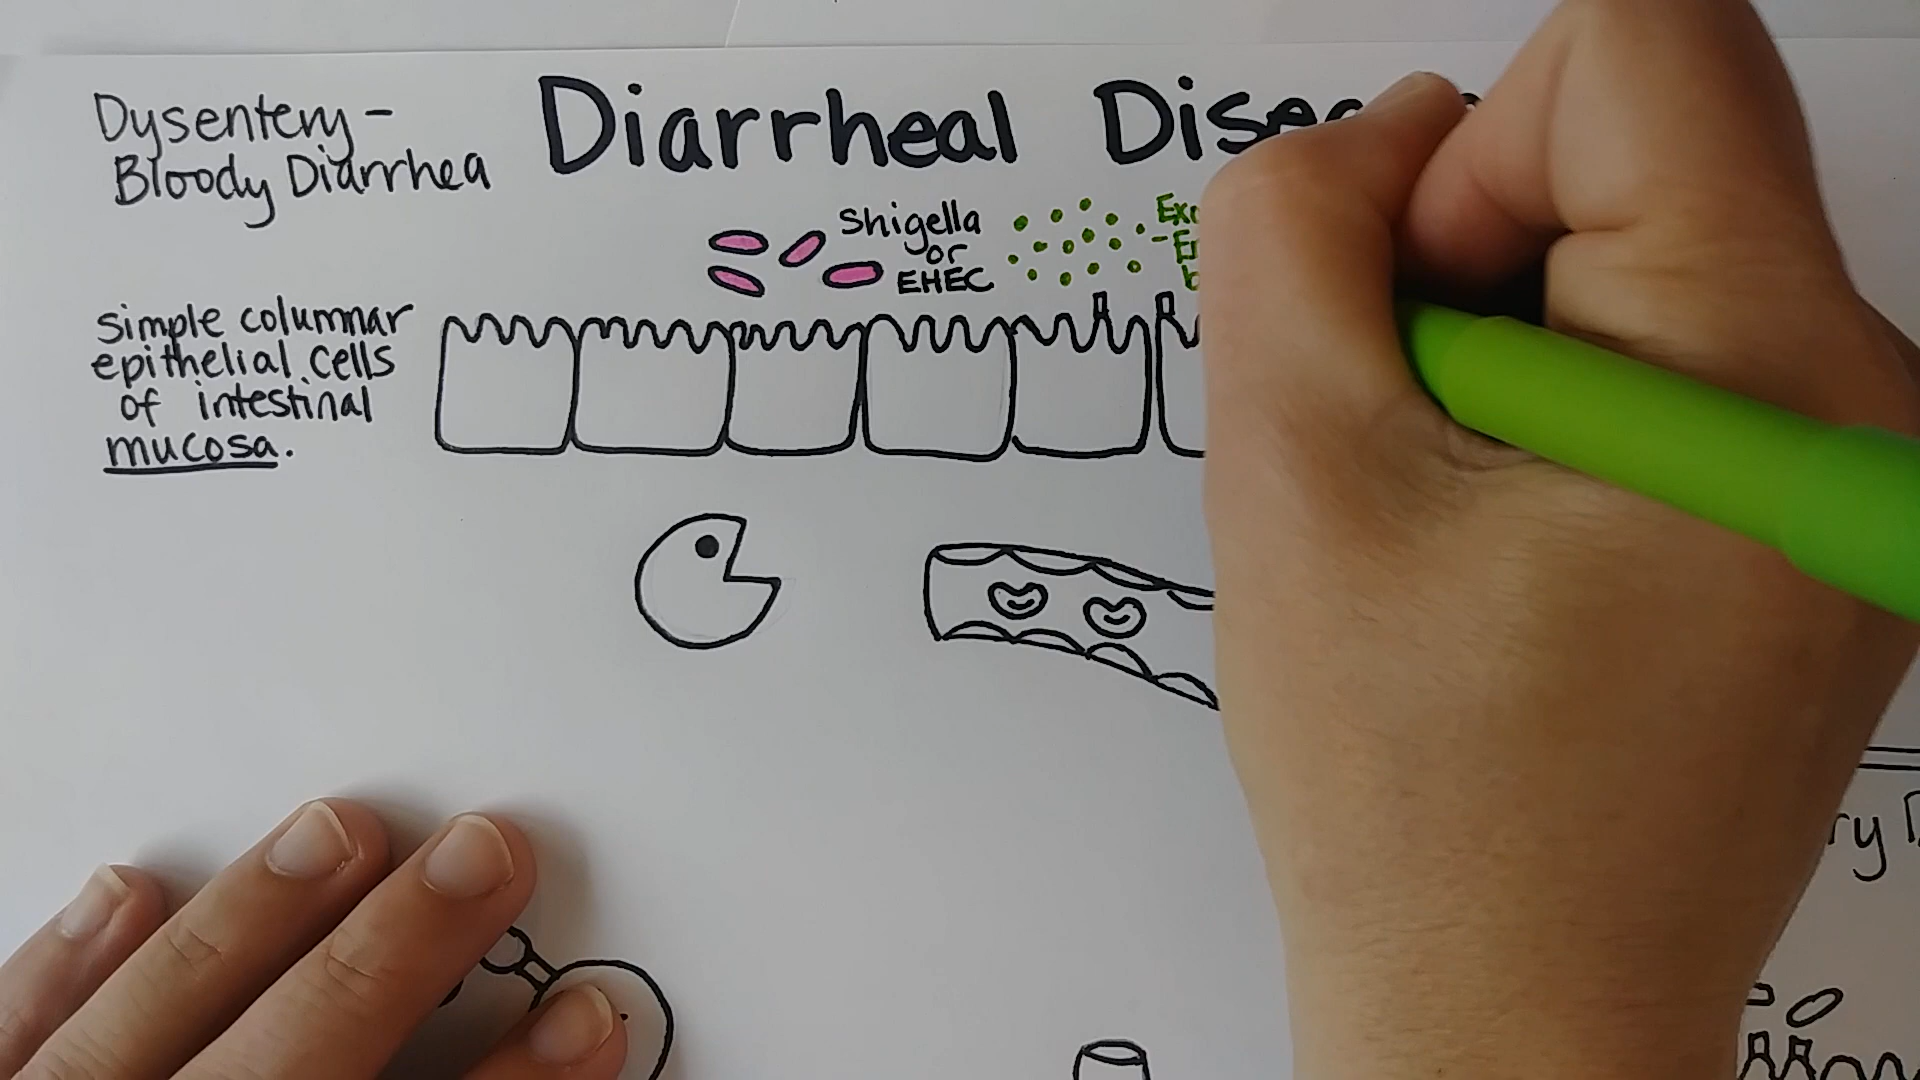 Dysentery -
Bloody Diarrhea
Diarrheal
Shigella
or
EHEC
simple columnar
epithelial cells
of intestinal
mucosa.